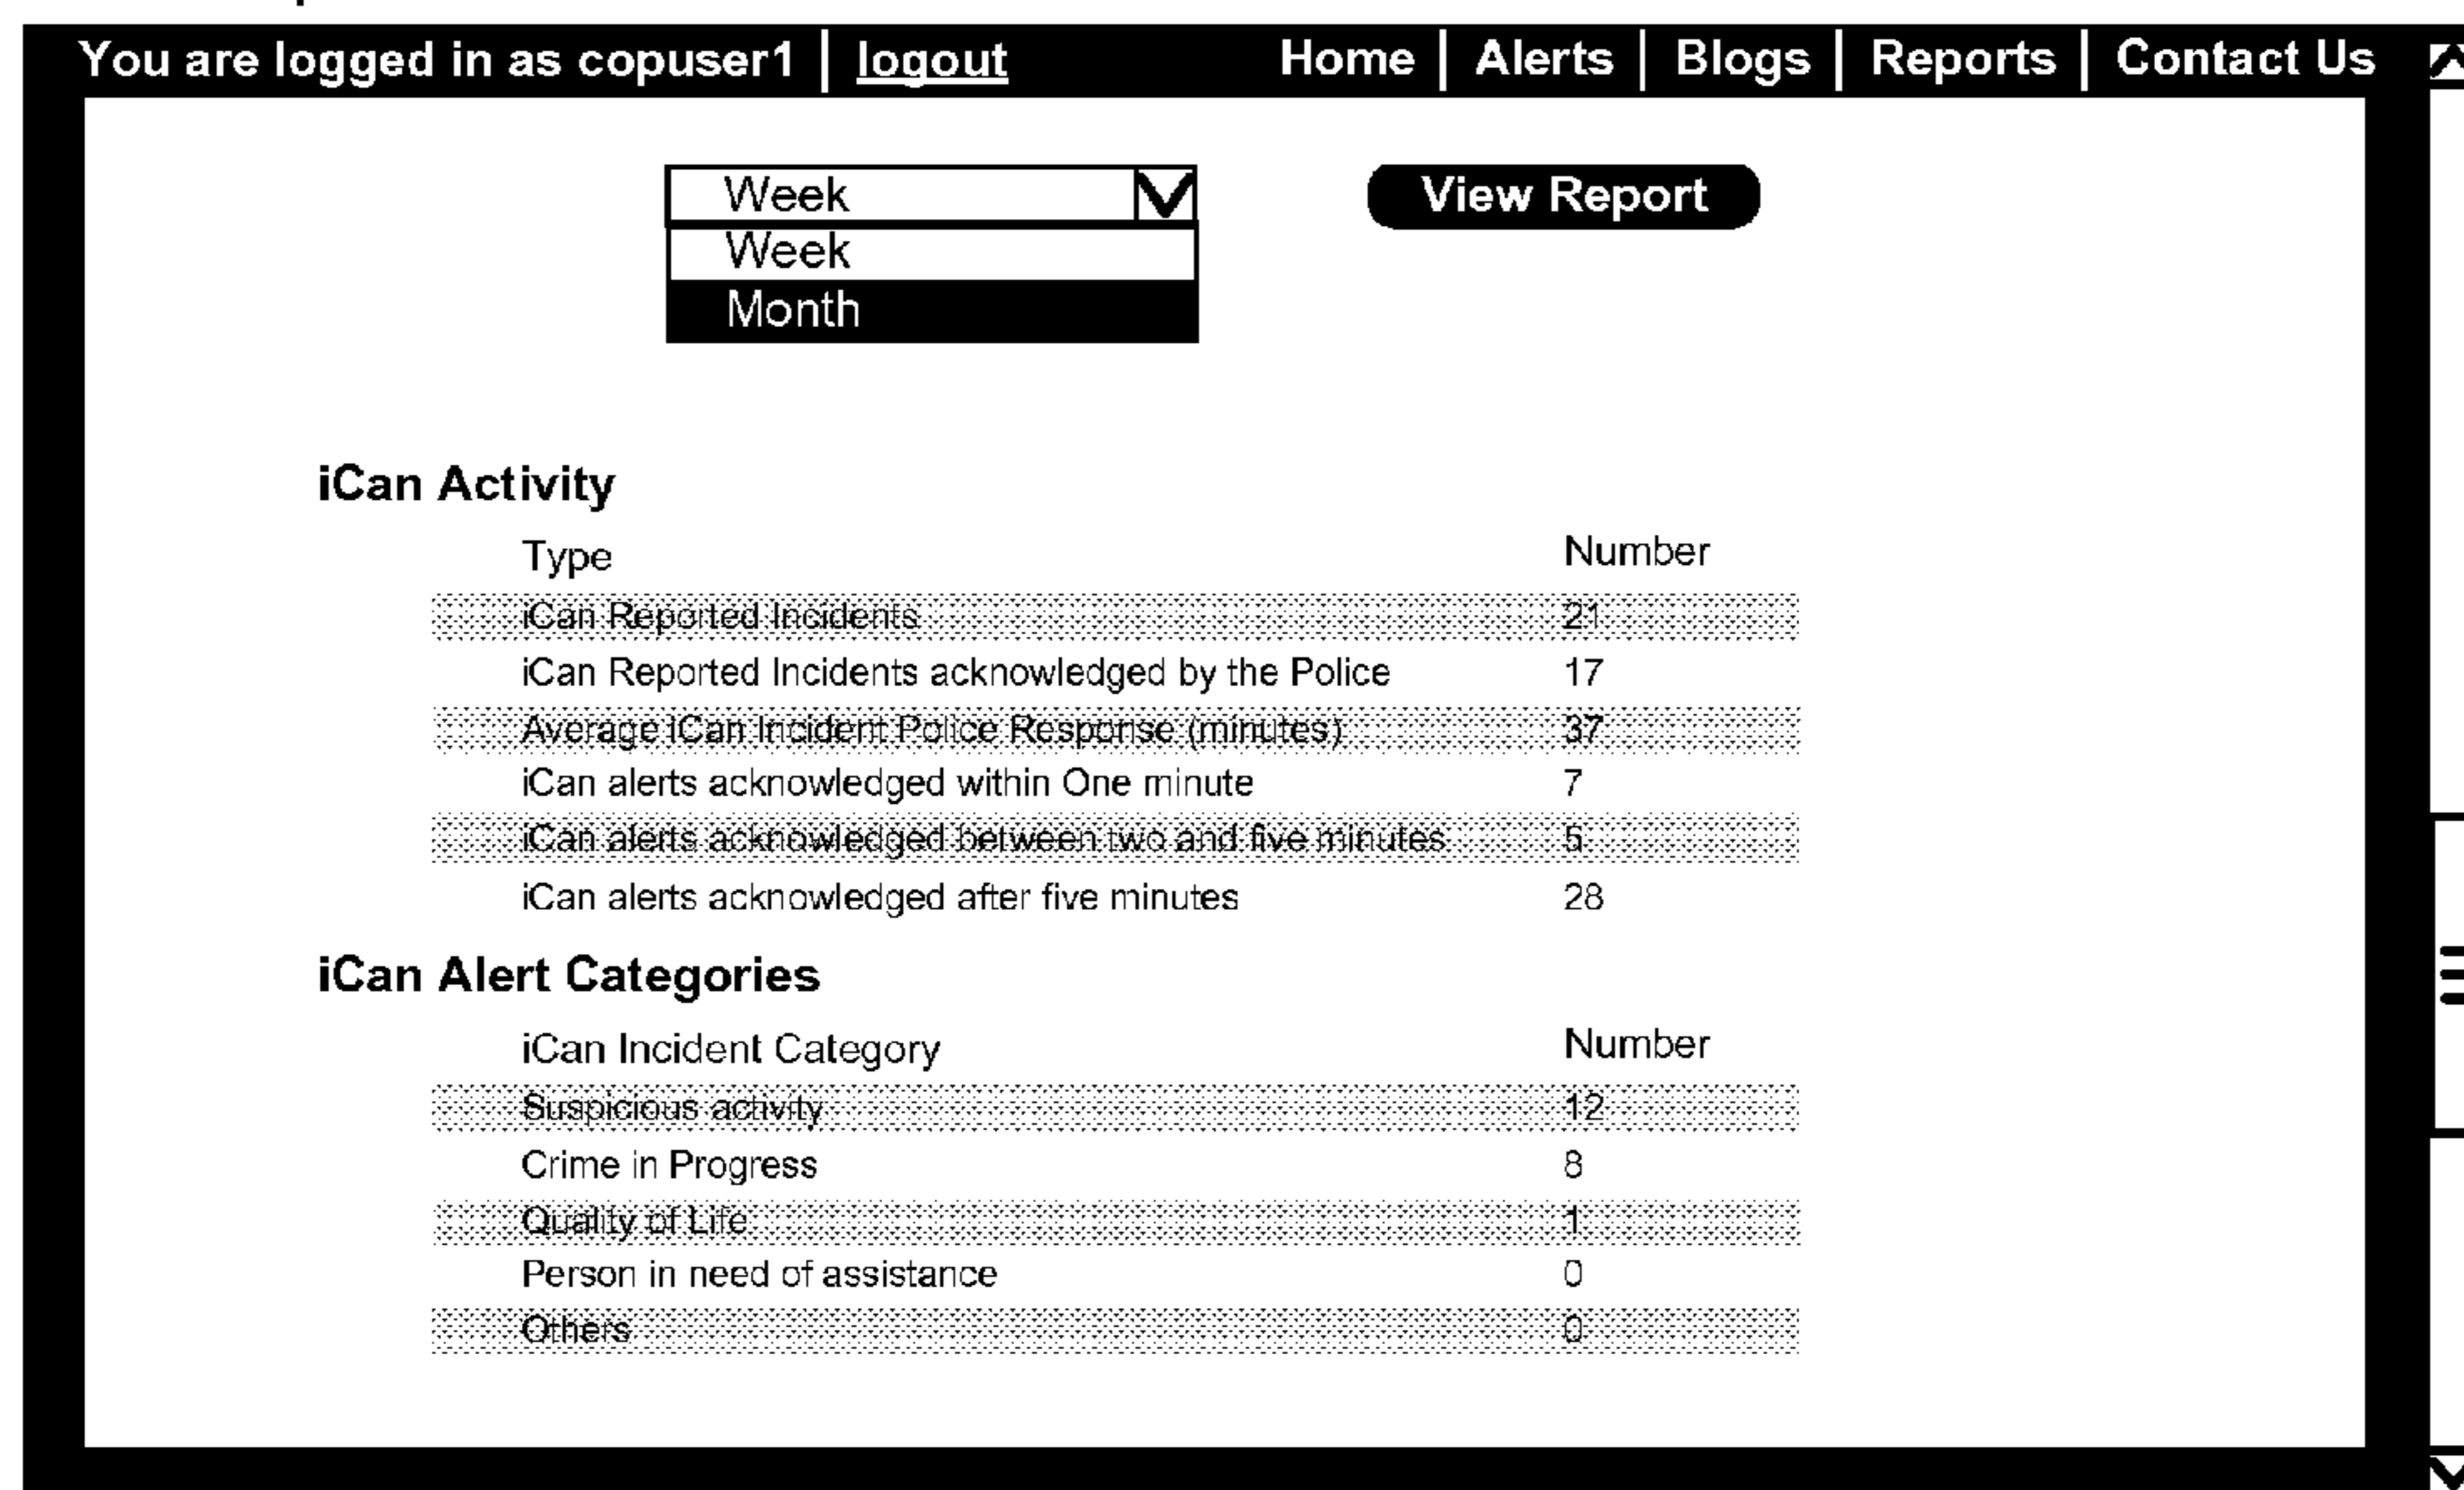 You are logged in as copuser1 | logout Home | Alerts | Blogs | Reports | Contact Us
Week View Report
Week
Month
iCan Activity
Type Number
iCan Reported Incidents 21
iCan Reported Incidents acknowledged by the Police 17
Average iCan Incident Police Response (minutes) 37
iCan alerts acknowledged within One minute 7
iCan alerts acknowledged between two and five minutes 5
iCan alerts acknowledged after five minutes 28
iCan Alert Categories
iCan Incident Category Number
Suspicious activity 12
Crime in Progress 8
Quality of Life 1
Person in need of assistance 0
Others 0